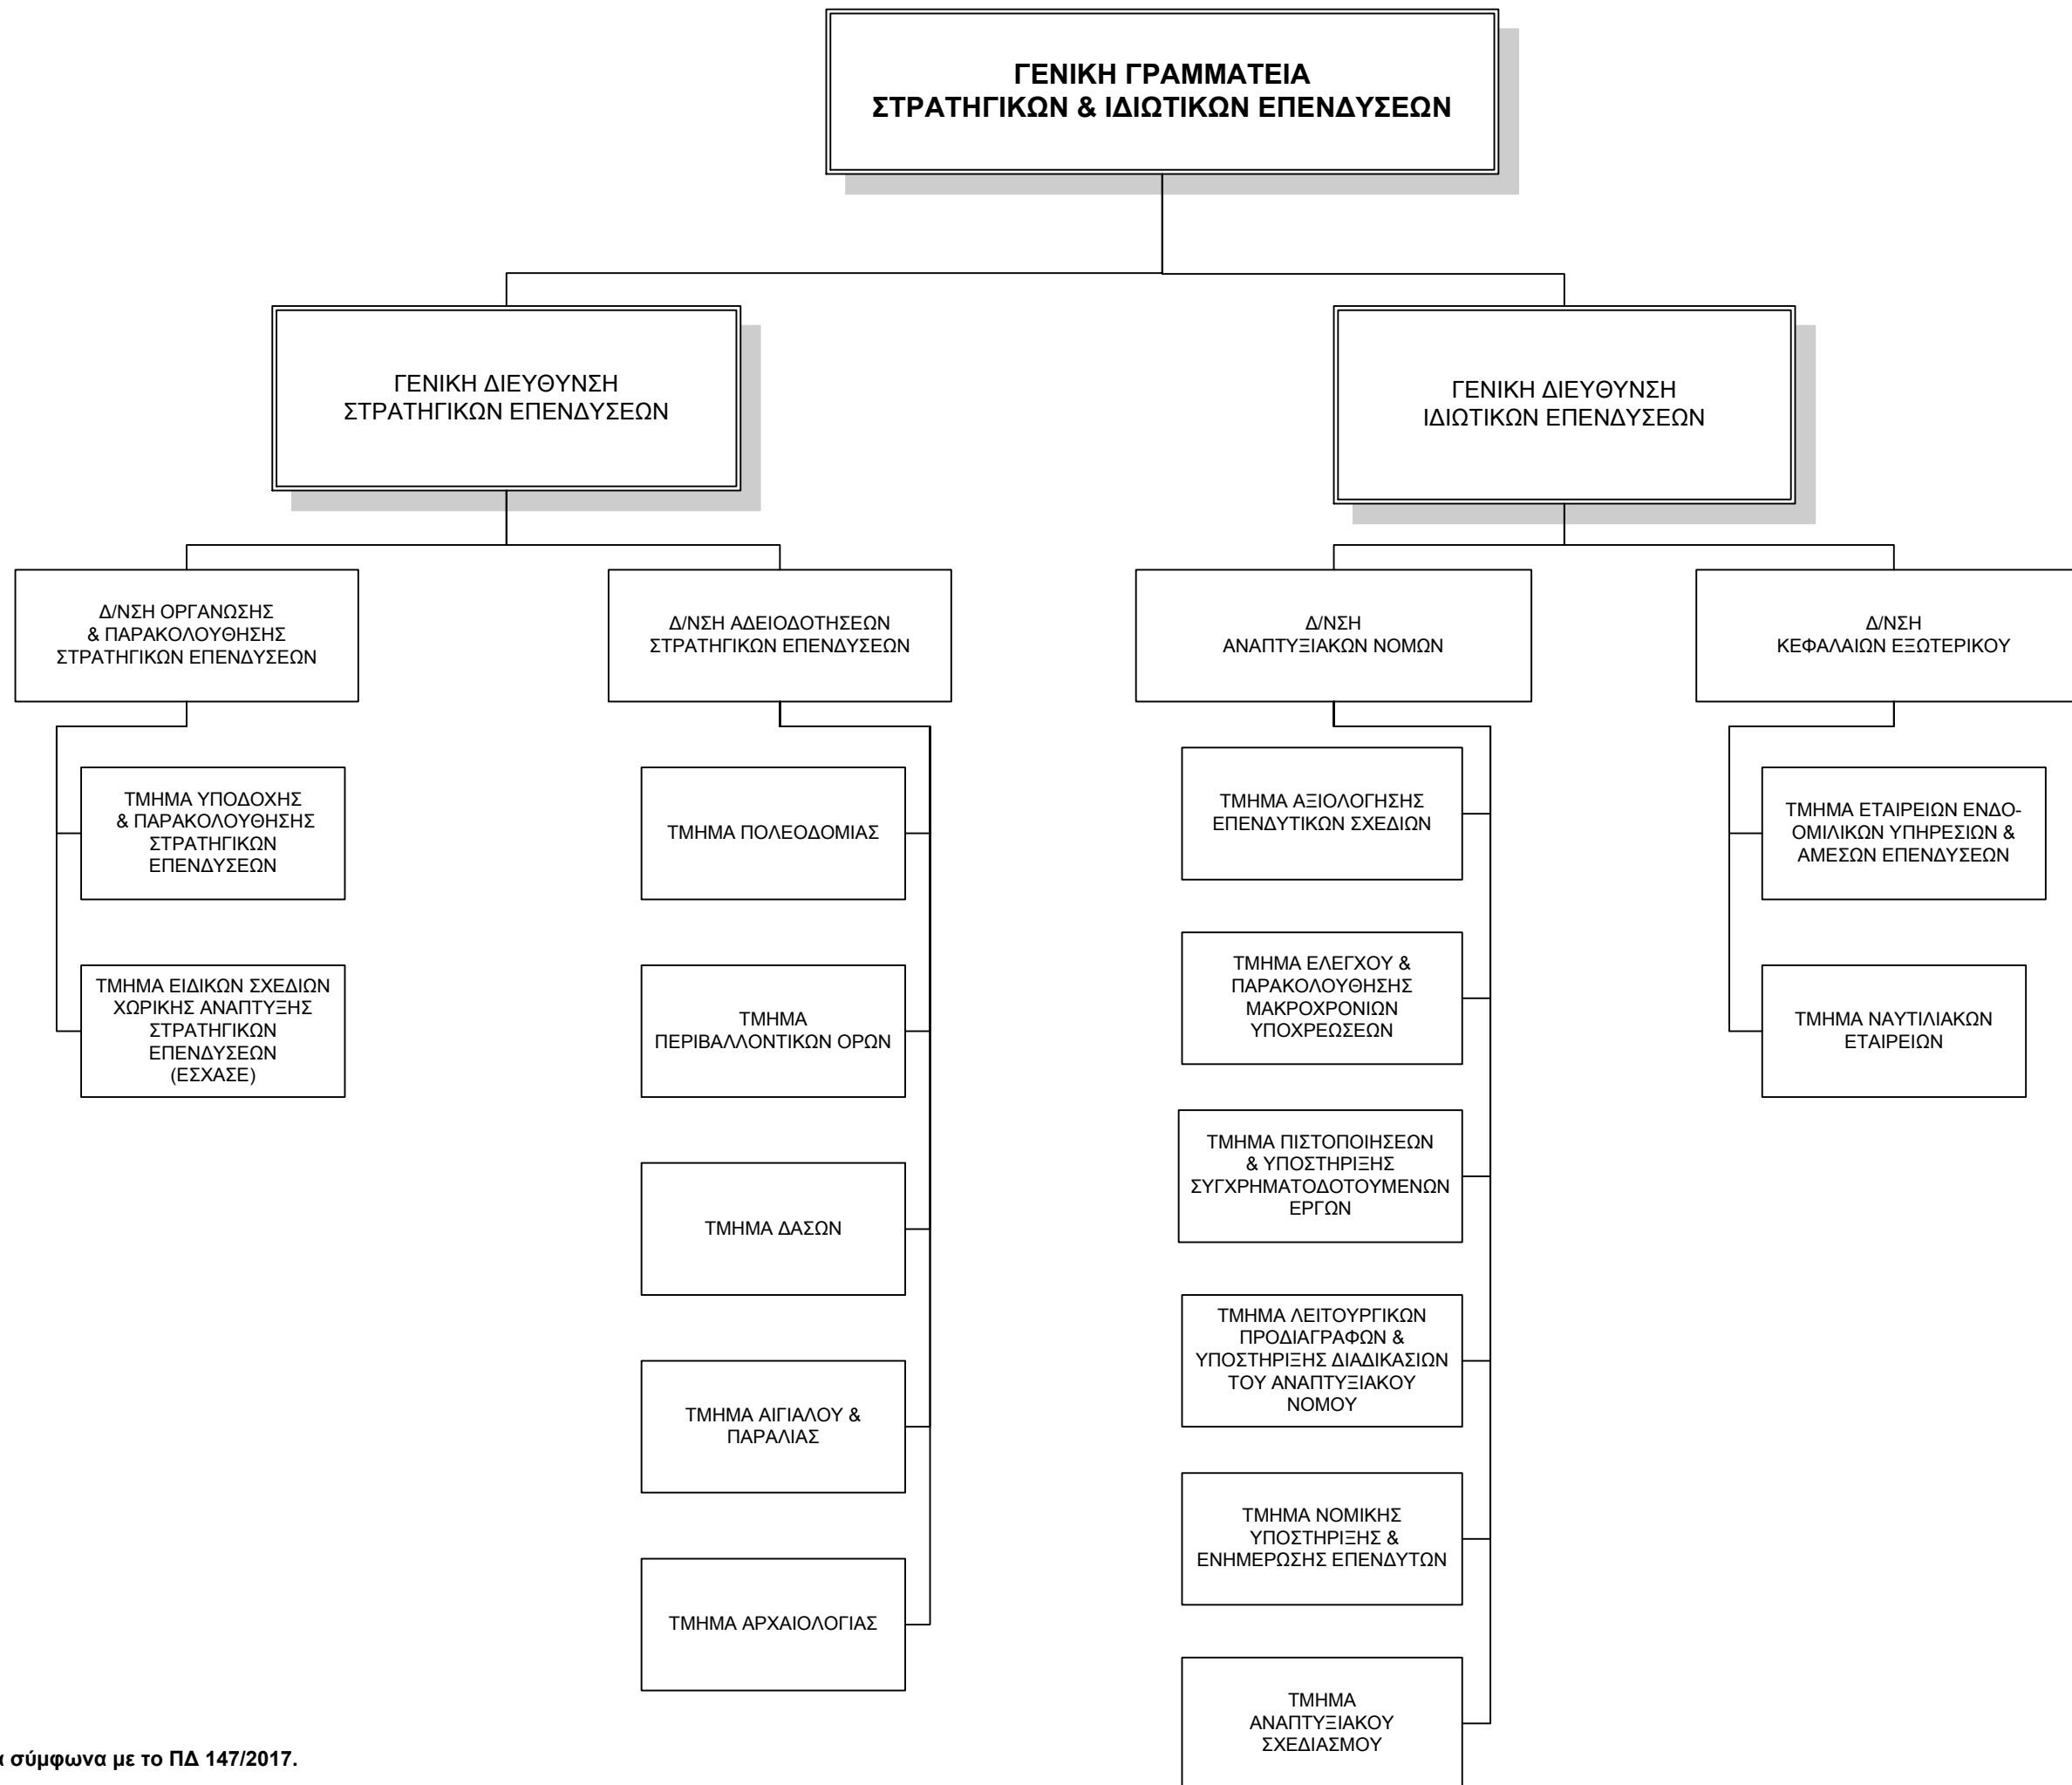 ΓΕΝΙΚΗ ΓΡΑΜΜΑΤΕΙΑ
ΣΤΡΑΤΗΓΙΚΩΝ & ΙΔΙΩΤΙΚΩΝ ΕΠΕΝΔΥΣΕΩΝ
ΓΕΝΙΚΗ ΔΙΕΥΘΥΝΣΗ
ΣΤΡΑΤΗΓΙΚΩΝ ΕΠΕΝΔΥΣΕΩΝ
ΓΕΝΙΚΗ ΔΙΕΥΘΥΝΣΗ
ΙΔΙΩΤΙΚΩΝ ΕΠΕΝΔΥΣΕΩΝ
Δ/ΝΣΗ ΟΡΓΑΝΩΣΗΣ
& ΠΑΡΑΚΟΛΟΥΘΗΣΗΣ
ΣΤΡΑΤΗΓΙΚΩΝ ΕΠΕΝΔΥΣΕΩΝ
Δ/ΝΣΗ ΑΔΕΙΟΔΟΤΗΣΕΩΝ
ΣΤΡΑΤΗΓΙΚΩΝ ΕΠΕΝΔΥΣΕΩΝ
Δ/ΝΣΗ
ΑΝΑΠΤΥΞΙΑΚΩΝ ΝΟΜΩΝ
Δ/ΝΣΗ
ΚΕΦΑΛΑΙΩΝ ΕΞΩΤΕΡΙΚΟΥ
ΤΜΗΜΑ ΥΠΟΔΟΧΗΣ
& ΠΑΡΑΚΟΛΟΥΘΗΣΗΣ
ΣΤΡΑΤΗΓΙΚΩΝ
ΕΠΕΝΔΥΣΕΩΝ
ΤΜΗΜΑ ΕΙΔΙΚΩΝ ΣΧΕΔΙΩΝ
ΧΩΡΙΚΗΣ ΑΝΑΠΤΥΞΗΣ
ΣΤΡΑΤΗΓΙΚΩΝ
ΕΠΕΝΔΥΣΕΩΝ
(ΕΣΧΑΣΕ)
ΤΜΗΜΑ ΠΟΛΕΟΔΟΜΙΑΣ
ΤΜΗΜΑ
ΠΕΡΙΒΑΛΛΟΝΤΙΚΩΝ ΟΡΩΝ
ΤΜΗΜΑ ΔΑΣΩΝ
ΤΜΗΜΑ ΑΙΓΙΑΛΟΥ &
ΠΑΡΑΛΙΑΣ
ΤΜΗΜΑ ΑΡΧΑΙΟΛΟΓΙΑΣ
ΤΜΗΜΑ ΑΞΙΟΛΟΓΗΣΗΣ
ΕΠΕΝΔΥΤΙΚΩΝ ΣΧΕΔΙΩΝ
ΤΜΗΜΑ ΕΛΕΓΧΟΥ &
ΠΑΡΑΚΟΛΟΥΘΗΣΗΣ
ΜΑΚΡΟΧΡΟΝΙΩΝ
ΥΠΟΧΡΕΩΣΕΩΝ
ΤΜΗΜΑ ΠΙΣΤΟΠΟΙΗΣΕΩΝ
& ΥΠΟΣΤΗΡΙΞΗΣ
ΣΥΓΧΡΗΜΑΤΟΔΟΤΟΥΜΕΝΩΝ
ΕΡΓΩΝ
ΤΜΗΜΑ ΛΕΙΤΟΥΡΓΙΚΩΝ
ΠΡΟΔΙΑΓΡΑΦΩΝ &
ΥΠΟΣΤΗΡΙΞΗΣ ΔΙΑΔΙΚΑΣΙΩΝ
ΤΟΥ ΑΝΑΠΤΥΞΙΑΚΟΥ
ΝΟΜΟΥ
ΤΜΗΜΑ ΝΟΜΙΚΗΣ
ΥΠΟΣΤΗΡΙΞΗΣ &
ΕΝΗΜΕΡΩΣΗΣ ΕΠΕΝΔΥΤΩΝ
ΤΜΗΜΑ
ΑΝΑΠΤΥΞΙΑΚΟΥ
ΣΧΕΔΙΑΣΜΟΥ
ΤΜΗΜΑ ΕΤΑΙΡΕΙΩΝ ΕΝΔΟ-
ΟΜΙΛΙΚΩΝ ΥΠΗΡΕΣΙΩΝ &
ΑΜΕΣΩΝ ΕΠΕΝΔΥΣΕΩΝ
ΤΜΗΜΑ ΝΑΥΤΙΛΙΑΚΩΝ
ΕΤΑΙΡΕΙΩΝ
σύμφωνα με το ΠΔ 147/2017.